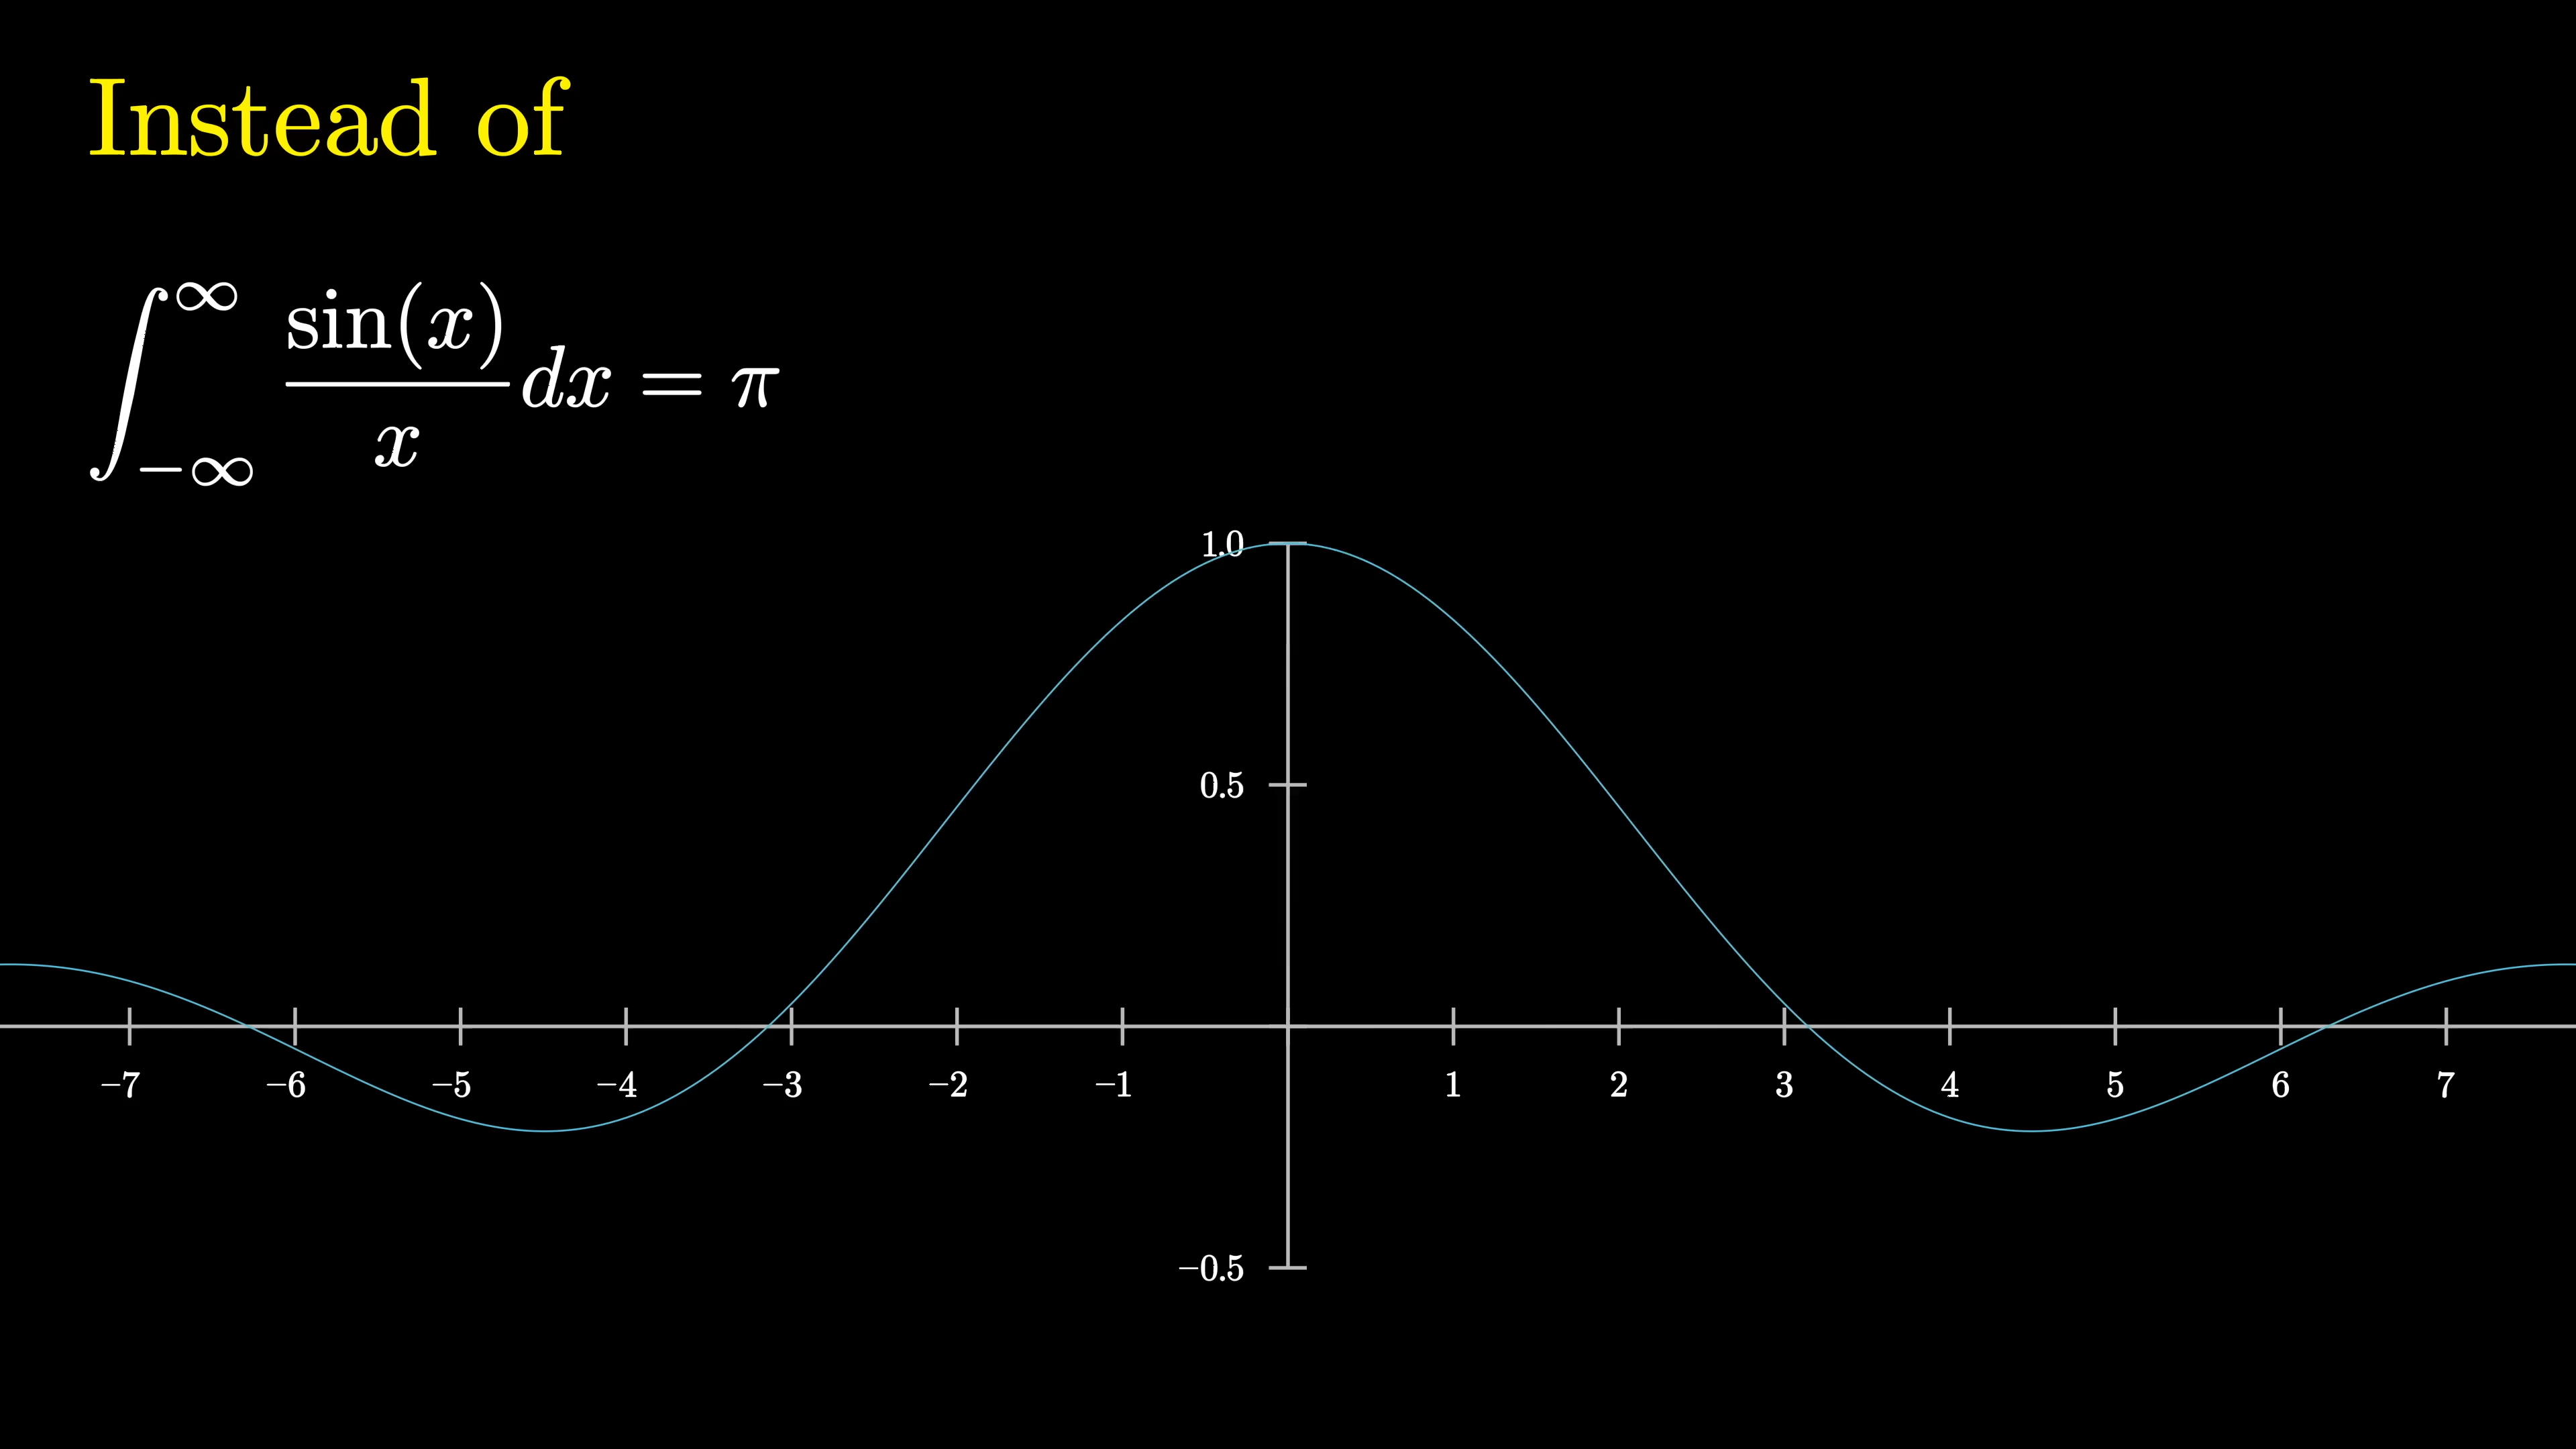 Instead of
∫_{-∞}^{∞} sin(x)/x dx = π
1.0
0.5
−7 −6 −5 −4 −3 −2 −1 1 2 3 4 5 6 7
−0.5